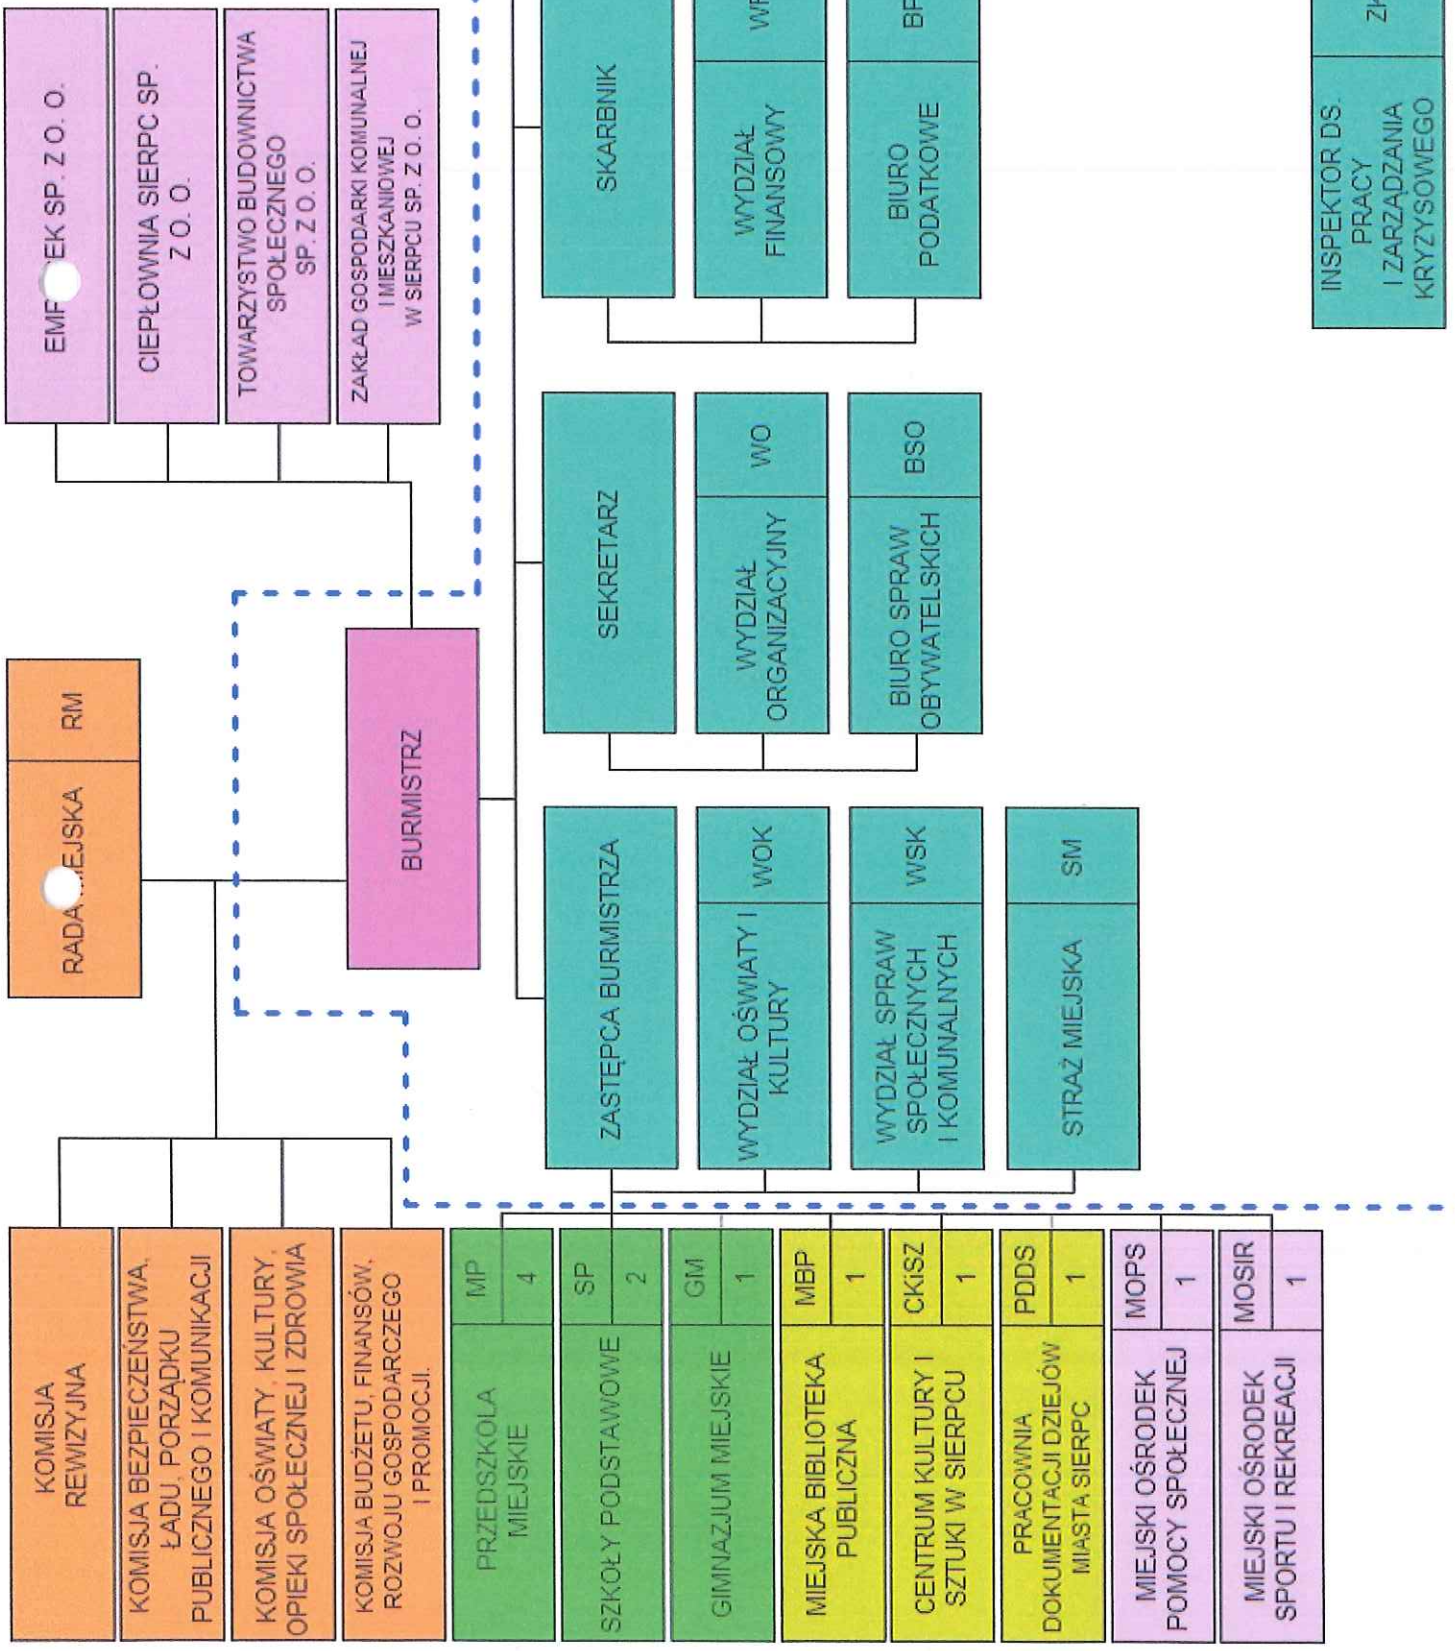 RADA MIEJSKA
RM
KOMISJA
REWIZYJNA
KOMISJA BEZPIECZEŃSTWA,
ŁADU, PORZĄDKU
PUBLICZNEGO I KOMUNIKACJI
KOMISJA OŚWIATY, KULTURY,
OPIEKI SPOŁECZNEJ I ZDROWIA
KOMISJA BUDŻETU, FINANSÓW,
ROZWOJU GOSPODARCZEGO
I PROMOCJI.
SP. Z O. O.
CIEPŁOWNIA SIERPC SP.
Z O. O.
TOWARZYSTWO BUDOWNICTWA
SPOŁECZNEGO
SP. Z O. O.
ZAKŁAD GOSPODARKI KOMUNALNEJ
I MIESZKANIOWEJ
W SIERPCU SP. Z O. O.
BURMISTRZ
PRZEDSZKOLA
MIEJSKIE
MP
4
SZKOŁY PODSTAWOWE
SP
2
GIMNAZJUM MIEJSKIE
GM
1
MIEJSKA BIBLIOTEKA
PUBLICZNA
MBP
1
CENTRUM KULTURY I
SZTUKI W SIERPCU
CKiSZ
1
PRACOWNIA
DOKUMENTACJI DZIEJÓW
MIASTA SIERPC
PDDS
1
MIEJSKI OŚRODEK
POMOCY SPOŁECZNEJ
MOPS
1
MIEJSKI OŚRODEK
SPORTU I REKREACJI
MOSIR
1
ZASTĘPCA BURMISTRZA
WYDZIAŁ OŚWIATY I
KULTURY
WOK
WYDZIAŁ SPRAW
SPOŁECZNYCH
I KOMUNALNYCH
WSK
STRAŻ MIEJSKA
SM
SEKRETARZ
WYDZIAŁ
ORGANIZACYJNY
WO
BIURO SPRAW
OBYWATELSKICH
BSO
SKARBNIK
WYDZIAŁ
FINANSOWY
BIURO
PODATKOWE
INSPEKTOR DS.
PRACY
I ZARZĄDZANIA
KRYZYSOWEGO